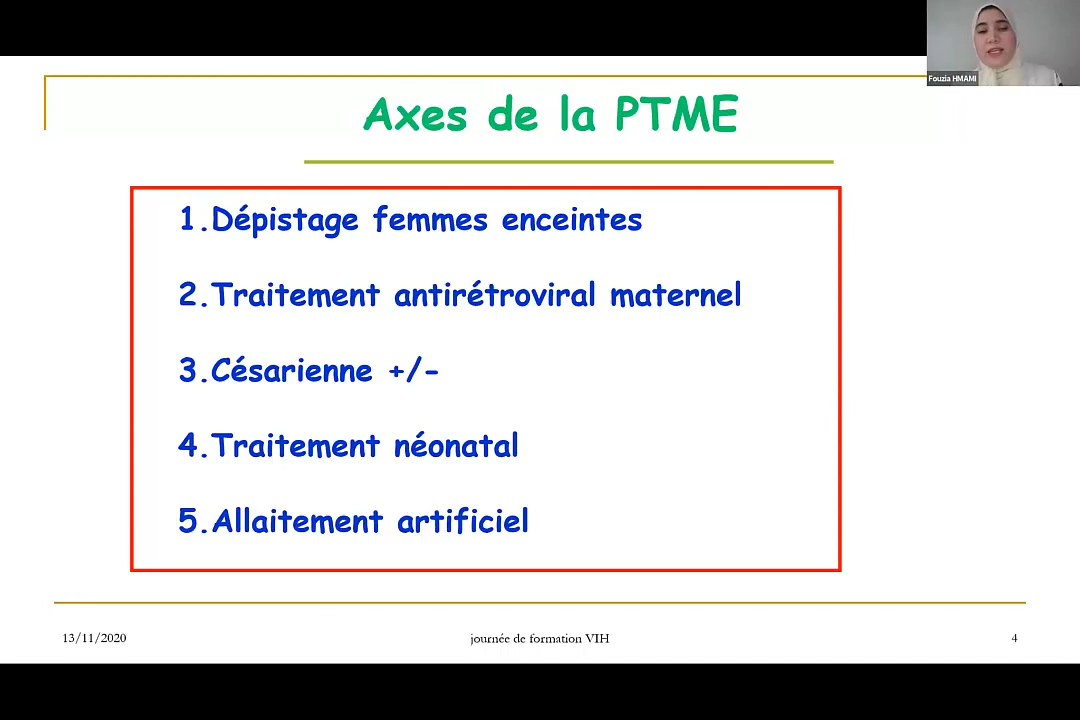 Fouzia HMAMI
Axes de la PTME
1.Dépistage femmes enceintes
2.Traitement antirétroviral maternel
3.Césarienne +/-
4.Traitement néonatal
5.Allaitement artificiel
13/11/2020
journée de formation VIH
4